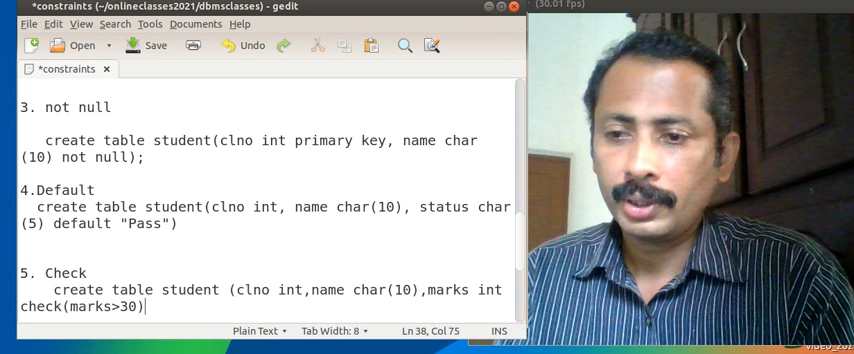 *constraints (~/onlineclasses2021/dbmsclasses) - gedit
(30.01 fps)
File Edit View Search Tools Documents Help
Open Save Undo
*constraints
3. not null
create table student(clno int primary key, name char
(10) not null);
4.Default
create table student(clno int, name char(10), status char
(5) default "Pass")
5. Check
create table student (clno int,name char(10),marks int
check(marks>30)
Plain Text Tab Width: 8 Ln 38, Col 75 INS